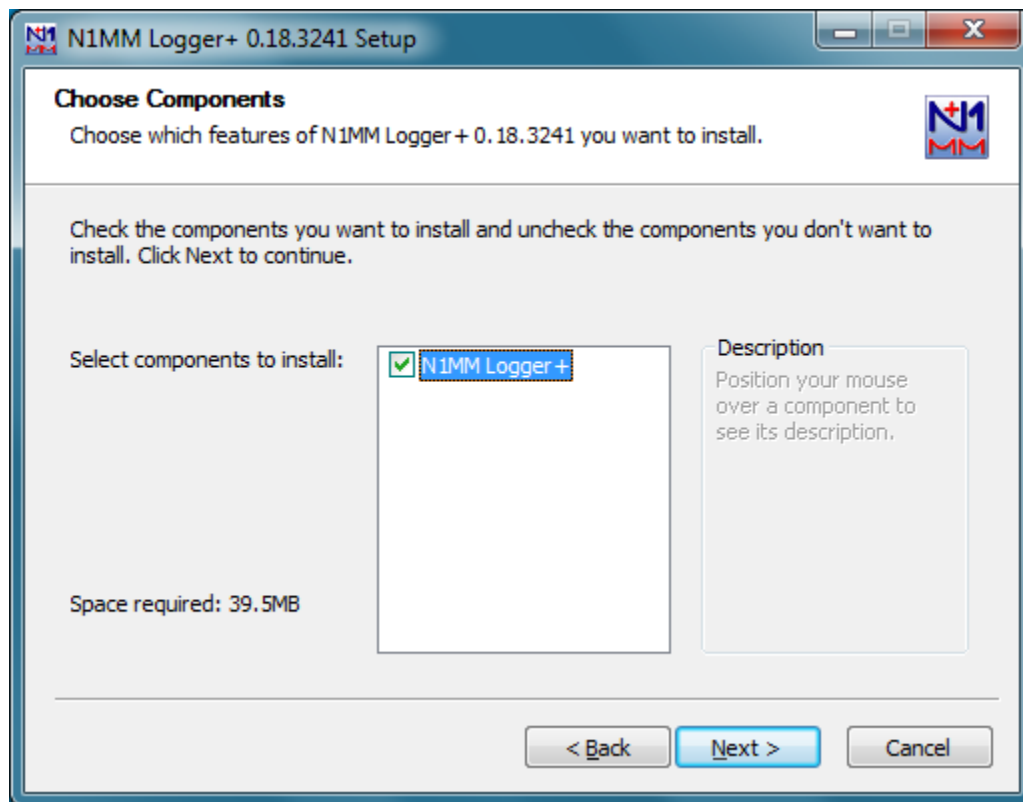 N1MM Logger+ 0.18.3241 Setup
Choose Components
Choose which features of N1MM Logger+ 0.18.3241 you want to install.
N+1
MM
Check the components you want to install and uncheck the components you don't want to
install. Click Next to continue.
Select components to install:
N1MM Logger+
Description
Position your mouse
over a component to
see its description.
Space required: 39.5MB
< Back
Next >
Cancel